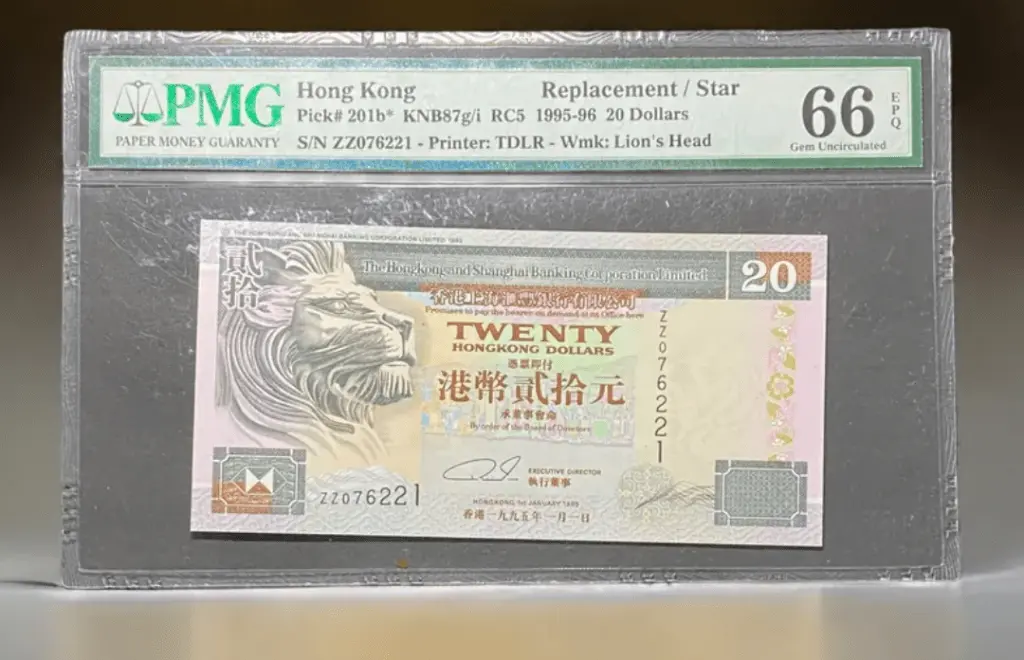 PMG
PAPER MONEY GUARANTY
Hong Kong Replacement / Star
Pick# 201b* KNB87g/i RC5 1995-96 20 Dollars
S/N ZZ076221 - Printer: TDLR - Wmk: Lion's Head
66
EPQ
Gem Uncirculated
貳拾
The Hongkong and Shanghai Banking Corporation Limited
20
香港上海滙豐銀行有限公司
Promises to pay the bearer on demand at its Office here
TWENTY
HONGKONG DOLLARS
憑票即付
港幣貳拾元
承董事會命
By order of the Board of Directors
ZZ076221
EXECUTIVE DIRECTOR
執行董事
ZZ076221
HONGKONG 1st JANUARY 1995
香港一九九五年一月一日